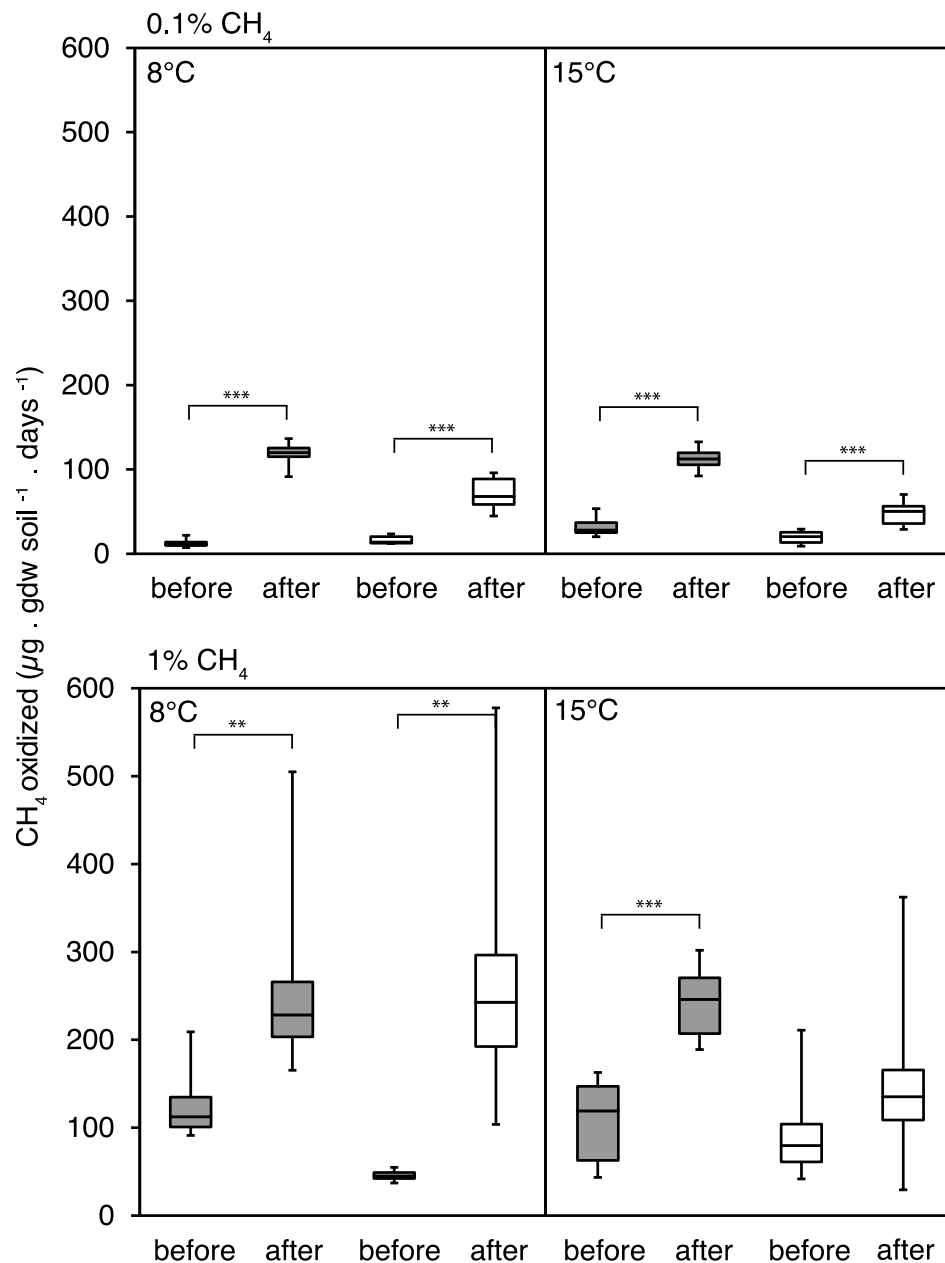 0.1% CH4
600
8°C
15°C
500
400
300
200
***
***
***
***
100
0
before after before after before after before after
CH4 oxidized (µg . gdw soil -1 . days -1)
1% CH4
600
8°C
15°C
**
**
500
400
300
***
200
100
0
before after before after before after before after